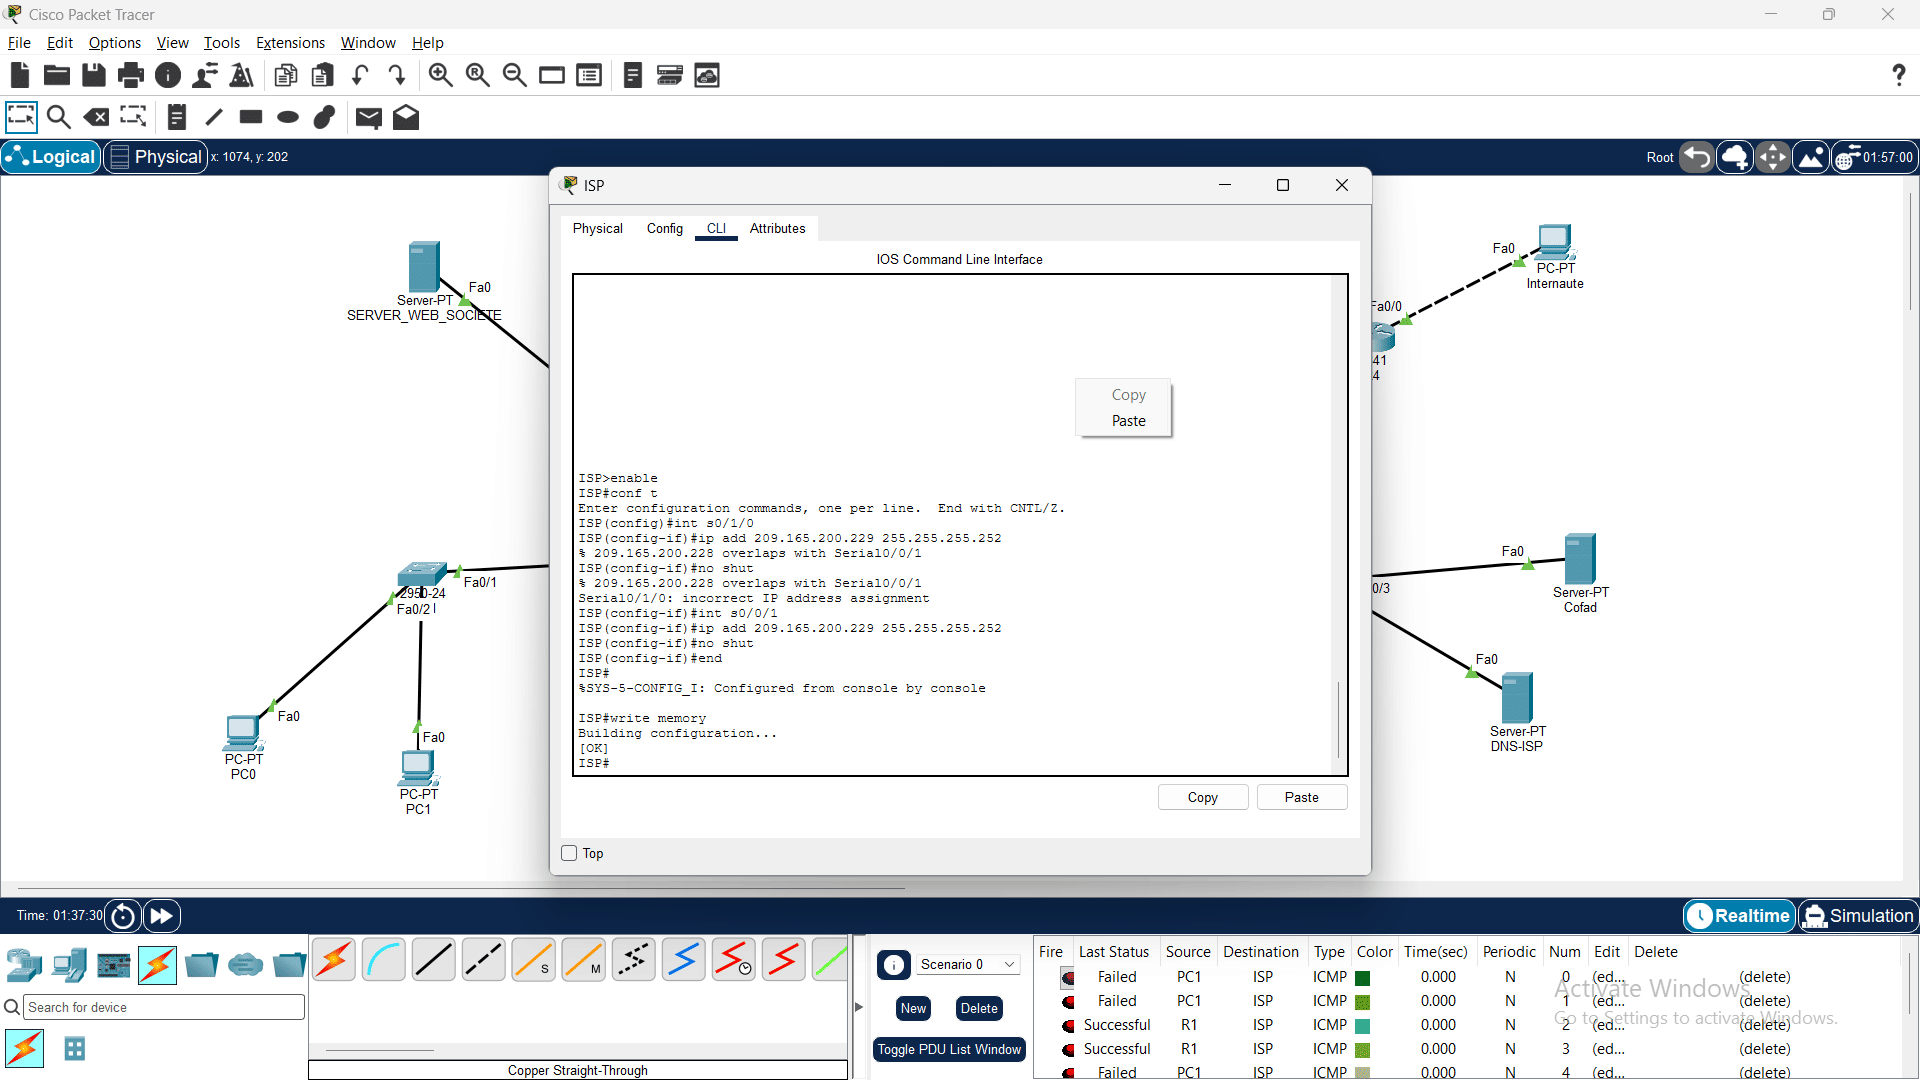 Cisco Packet Tracer
File Edit Options View Tools Extensions Window Help
Logical Physical x: 1074, y: 202
Root 01:57:00
Server-PT
SERVER_WEB_SOCIETE
Fa0
ISP
Physical Config CLI Attributes
IOS Command Line Interface
Copy
Paste
ISP>enable
ISP#conf t
Enter configuration commands, one per line.  End with CNTL/Z.
ISP(config)#int s0/1/0
ISP(config-if)#ip add 209.165.200.229 255.255.255.252
% 209.165.200.228 overlaps with Serial0/0/1
ISP(config-if)#no shut
% 209.165.200.228 overlaps with Serial0/0/1
Serial0/1/0: incorrect IP address assignment
ISP(config-if)#int s0/0/1
ISP(config-if)#ip add 209.165.200.229 255.255.255.252
ISP(config-if)#no shut
ISP(config-if)#end
ISP#
%SYS-5-CONFIG_I: Configured from console by console
ISP#write memory
Building configuration...
[OK]
ISP#
Copy Paste
Top
Fa0
PC-PT
Internaute
Fa0/0
41
4
Fa0
Server-PT
Cofad
0/3
Fa0
Server-PT
DNS-ISP
Fa0/1
2950-24
Fa0/2
Fa0
PC-PT
PC0
Fa0
PC-PT
PC1
Time: 01:37:30
Realtime Simulation
Search for device
S
M
Copper Straight-Through
Scenario 0
New Delete
Toggle PDU List Window
Fire Last Status Source Destination Type Color Time(sec) Periodic Num Edit Delete
Failed PC1 ISP ICMP 0.000 N 0 (ed... (delete)
Failed PC1 ISP ICMP 0.000 N 1 (ed... (delete)
Successful R1 ISP ICMP 0.000 N 2 (ed... (delete)
Successful R1 ISP ICMP 0.000 N 3 (ed... (delete)
Failed PC1 ISP ICMP 0.000 N 4 (ed... (delete)
Activate Windows
Go to Settings to activate Windows.